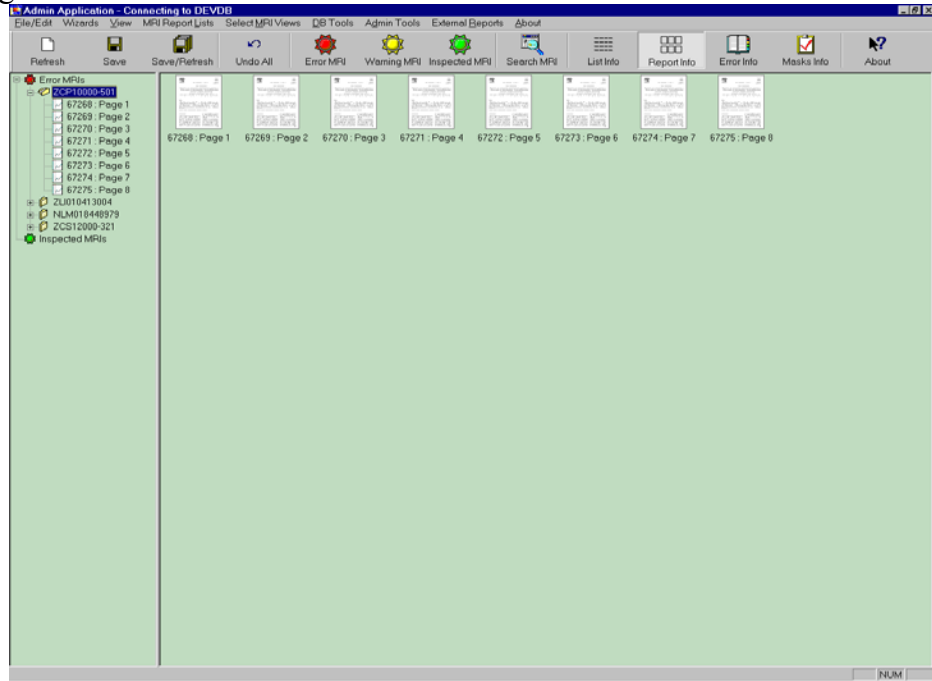 Admin Application - Connecting to DEVDB
File/Edit Wizards View MRI Report Lists Select MRI Views DB Tools Admin Tools External Reports About
Refresh Save Save/Refresh Undo All Error MRI Warning MRI Inspected MRI Search MRI List Info Report Info Error Info Masks Info About
Error MRIs
ZCP10000-501
67268 : Page 1
67269 : Page 2
67270 : Page 3
67271 : Page 4
67272 : Page 5
67273 : Page 6
67274 : Page 7
67275 : Page 8
ZLI010413004
NLM018448979
ZCS12000-321
Inspected MRIs
67268 : Page 1 67269 : Page 2 67270 : Page 3 67271 : Page 4 67272 : Page 5 67273 : Page 6 67274 : Page 7 67275 : Page 8
NUM